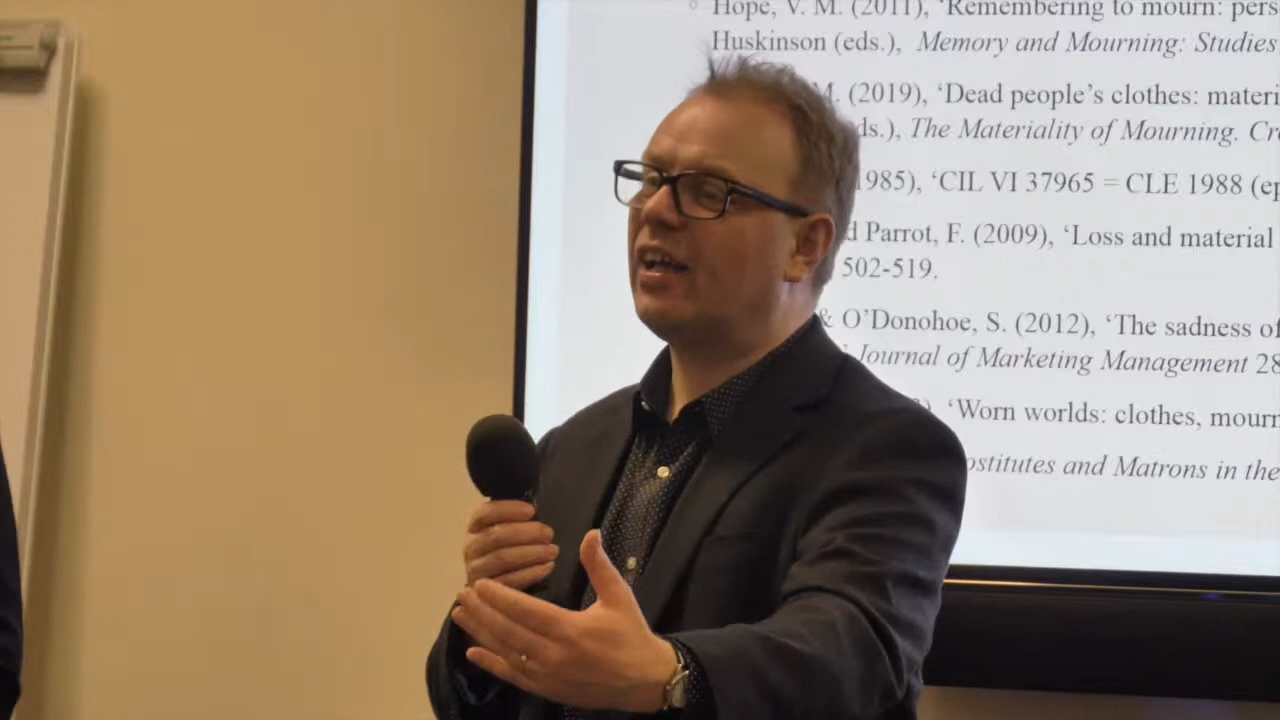 Hope, V. M. (2011), ‘Remembering to mourn: pers
Huskinson (eds.), Memory and Mourning: Studies
M. (2019), ‘Dead people’s clothes: materi
ds.), The Materiality of Mourning. Cr
1985), ‘CIL VI 37965 = CLE 1988 (ep
d Parrot, F. (2009), ‘Loss and material
502-519.
& O’Donohoe, S. (2012), ‘The sadness of
’ Journal of Marketing Management 28
), ‘Worn worlds: clothes, mourn
ostitutes and Matrons in the